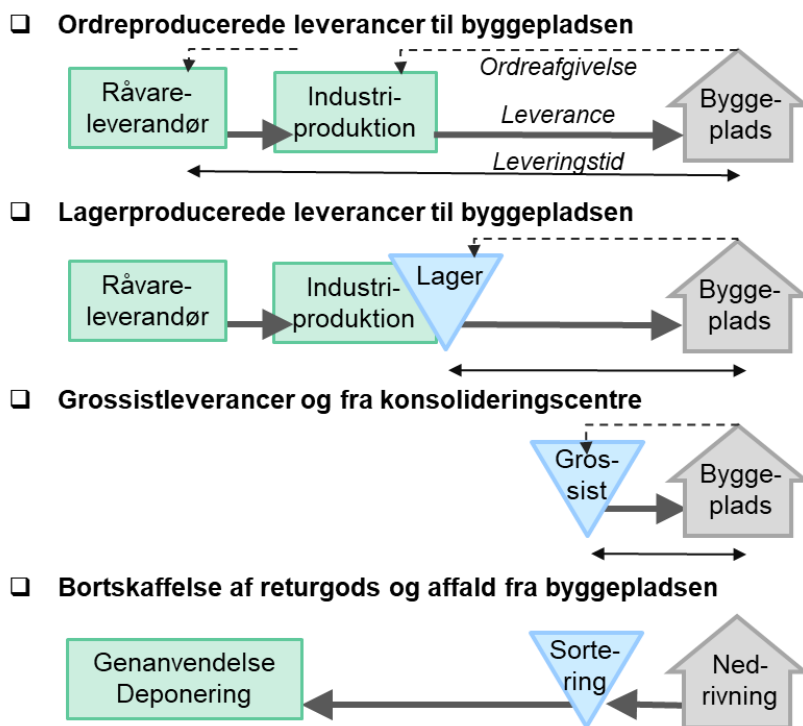 Ordreproducerede leverancer til byggepladsen
Råvare-
leverandør
Industri-
produktion
Ordreafgivelse
Leverance
Leveringstid
Bygge-
plads
Lagerproducerede leverancer til byggepladsen
Råvare-
leverandør
Industri-
produktion
Lager
Bygge-
plads
Grossistleverancer og fra konsolideringscentre
Gros-
sist
Bygge-
plads
Bortskaffelse af returgods og affald fra byggepladsen
Genanvendelse
Deponering
Sorte-
ring
Ned-
rivning